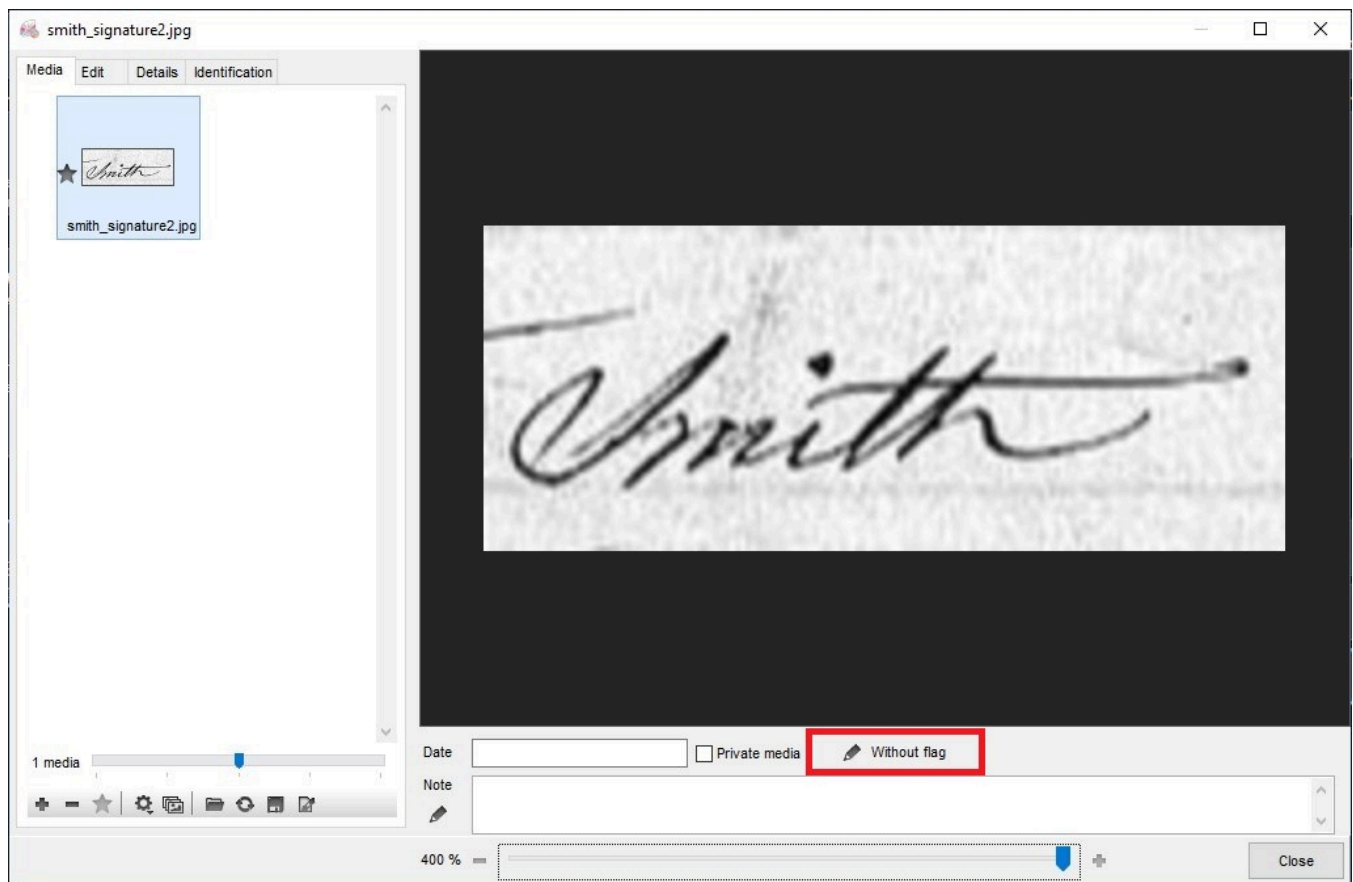 smith_signature2.jpg
Media Edit Details Identification
Smith
smith_signature2.jpg
Smith
1 media
Date Private media Without flag
Note
400 % Close